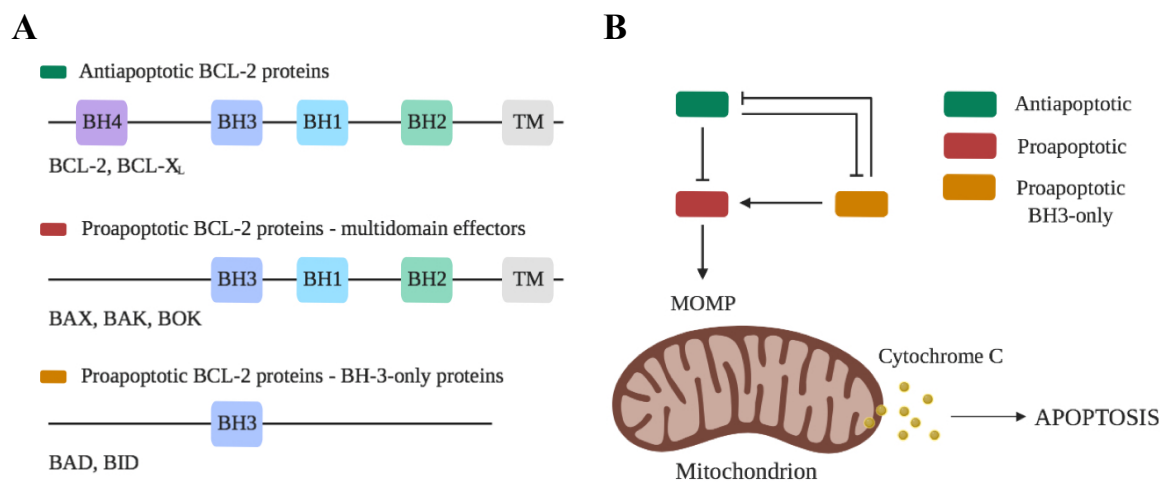 A
Antiapoptotic BCL-2 proteins
BH4 BH3 BH1 BH2 TM
BCL-2, BCL-XL
Proapoptotic BCL-2 proteins - multidomain effectors
BH3 BH1 BH2 TM
BAX, BAK, BOK
Proapoptotic BCL-2 proteins - BH-3-only proteins
BH3
BAD, BID
B
Antiapoptotic
Proapoptotic
Proapoptotic
BH3-only
MOMP
Cytochrome C
APOPTOSIS
Mitochondrion